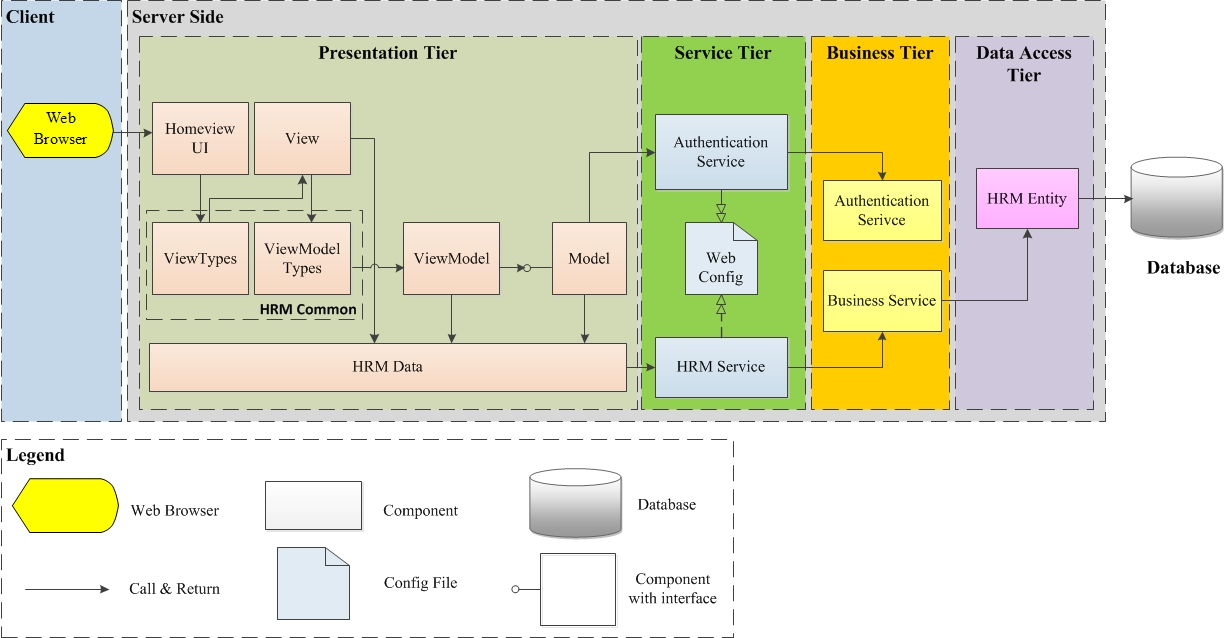 Client
Server Side
Presentation Tier
Service Tier
Business Tier
Data Access
Tier
Web
Browser
Homeview
UI
View
Authentication
Service
Authentication
Serivce
HRM Entity
ViewTypes
ViewModel
Types
HRM Common
ViewModel
Model
Web
Config
Business Service
Database
HRM Data
HRM Service
Legend
Web Browser
Component
Database
Call & Return
Config File
Component
with interface